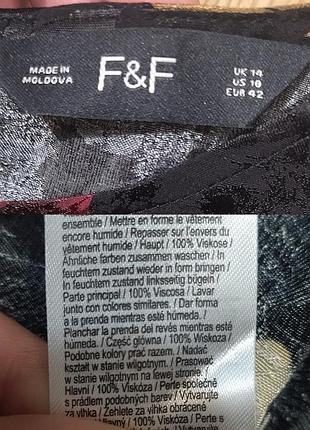 MADE IN
MOLDOVA
F&F
UK 14
US 10
EUR 42
ensemble / Mettre en forme le vêtement
encore humide / Repasser sur l'envers du
vêtement humide / Haupt / 100% Viskose /
Ähnliche farben zusammen waschen / In
feuchtem zustand wieder in form bringen /
In feuchtem zustand linksseitig bügeln /
Parte principal / 100% Viscosa / Lavar
junto con colores similares. / Dar forma
a la prenda mientras esté húmeda. /
Planchar la prenda del revés mientras esté
húmeda. / Część główna / 100% Wiskoza /
Podobne kolory prać razem. / Nadać
kształt w stanie wilgotnym. / Prasować
w stanie wilgotnym na lewej stronie. /
Hlavní / 100% Viskóza / Perte společně
s prádlem podobných barev / Vytvarujte
za vlhka / Žehlete za vlhka obrácené
Hlavný / 100% Viskóza / Perte spolu